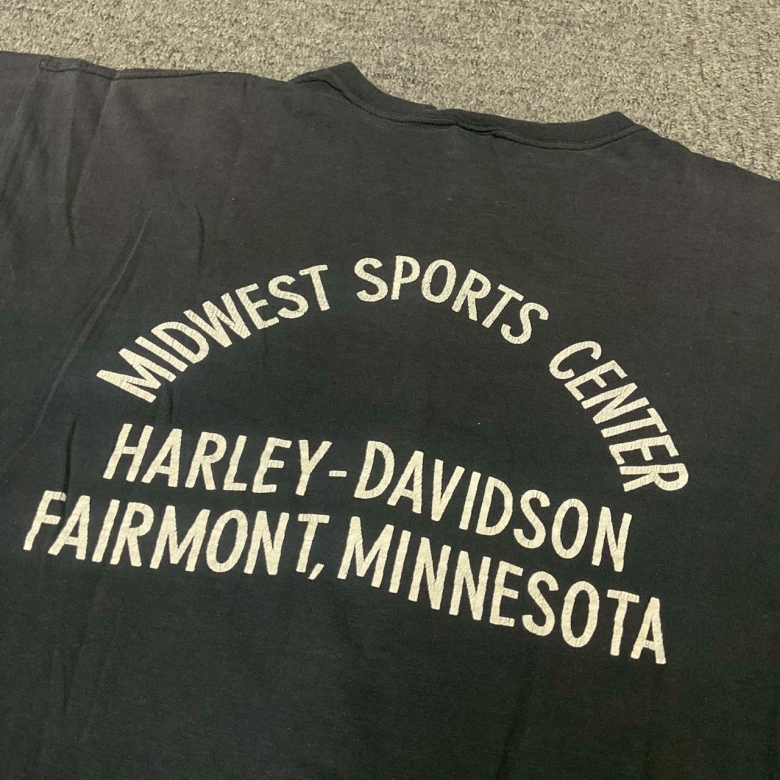 MIDWEST SPORTS CENTER
HARLEY-DAVIDSON
FAIRMONT, MINNESOTA